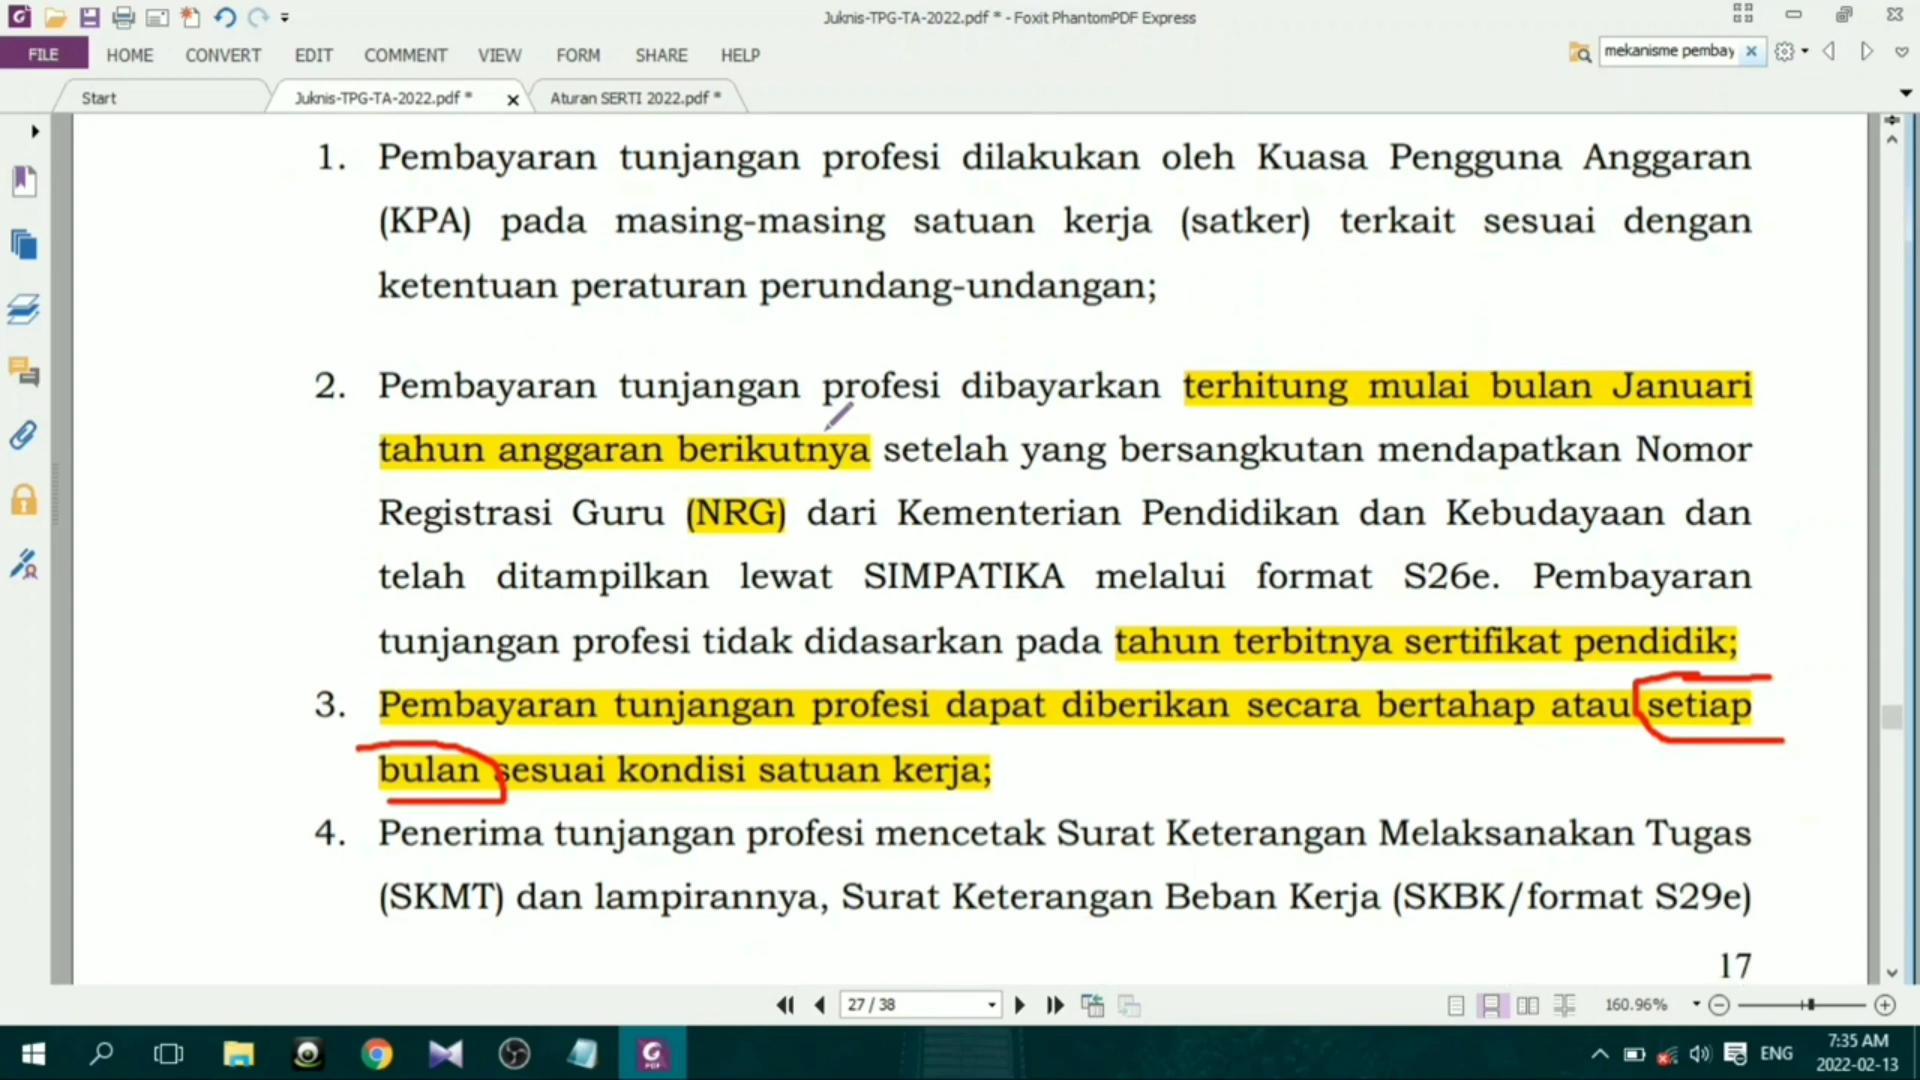 Juknis-TPG-TA-2022.pdf * - Foxit PhantomPDF Express
FILE HOME CONVERT EDIT COMMENT VIEW FORM SHARE HELP
mekanisme pembay
Start Juknis-TPG-TA-2022.pdf * Aturan SERTI 2022.pdf *
1. Pembayaran tunjangan profesi dilakukan oleh Kuasa Pengguna Anggaran
(KPA) pada masing-masing satuan kerja (satker) terkait sesuai dengan
ketentuan peraturan perundang-undangan;
2. Pembayaran tunjangan profesi dibayarkan terhitung mulai bulan Januari
tahun anggaran berikutnya setelah yang bersangkutan mendapatkan Nomor
Registrasi Guru (NRG) dari Kementerian Pendidikan dan Kebudayaan dan
telah ditampilkan lewat SIMPATIKA melalui format S26e. Pembayaran
tunjangan profesi tidak didasarkan pada tahun terbitnya sertifikat pendidik;
3. Pembayaran tunjangan profesi dapat diberikan secara bertahap atau setiap
bulan sesuai kondisi satuan kerja;
4. Penerima tunjangan profesi mencetak Surat Keterangan Melaksanakan Tugas
(SKMT) dan lampirannya, Surat Keterangan Beban Kerja (SKBK/format S29e)
17
27 / 38
160.96%
ENG
7:35 AM
2022-02-13